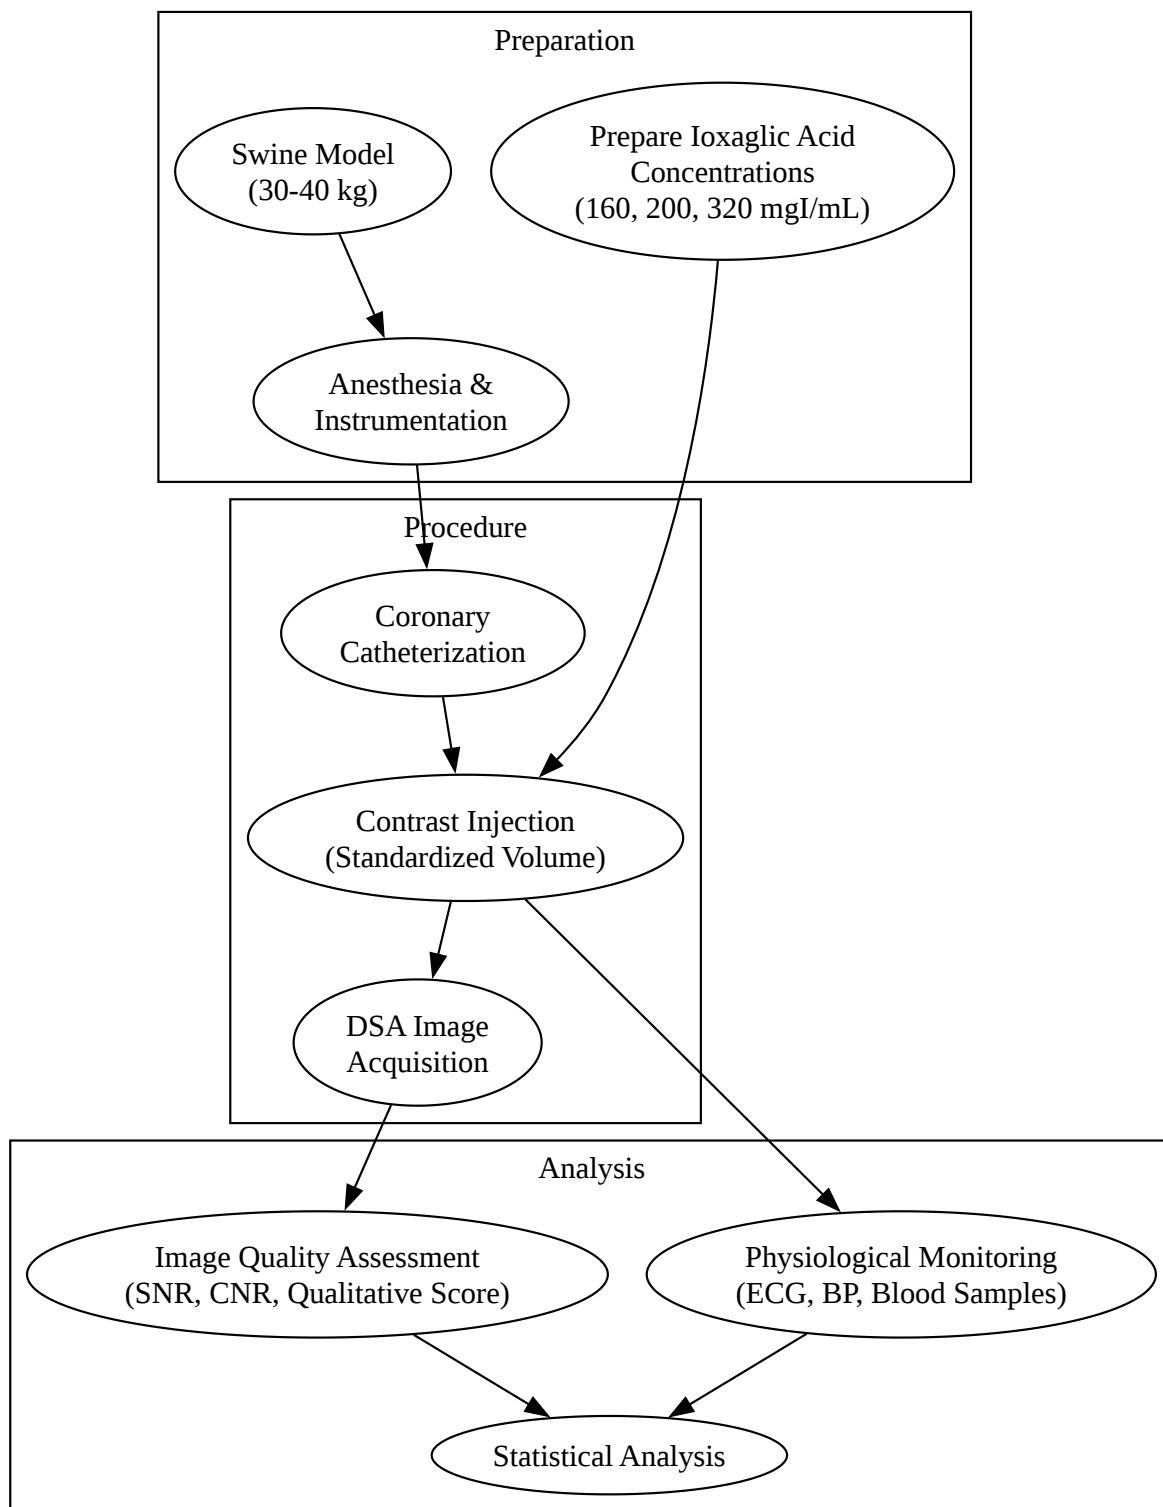 Preparation
Swine Model
(30-40 kg)
Prepare Ioxaglic Acid
Concentrations
(160, 200, 320 mgI/mL)
Anesthesia &
Instrumentation
Procedure
Coronary
Catheterization
Contrast Injection
(Standardized Volume)
DSA Image
Acquisition
Analysis
Image Quality Assessment
(SNR, CNR, Qualitative Score)
Physiological Monitoring
(ECG, BP, Blood Samples)
Statistical Analysis